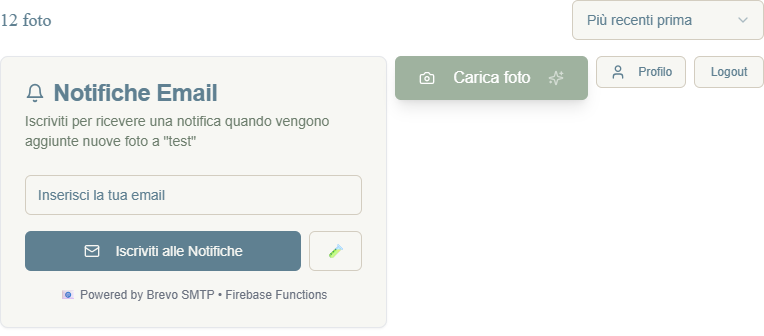 12 foto
Più recenti prima
Notifiche Email
Iscriviti per ricevere una notifica quando vengono
aggiunte nuove foto a "test"
Inserisci la tua email
Iscriviti alle Notifiche
Powered by Brevo SMTP • Firebase Functions
Carica foto
Profilo
Logout